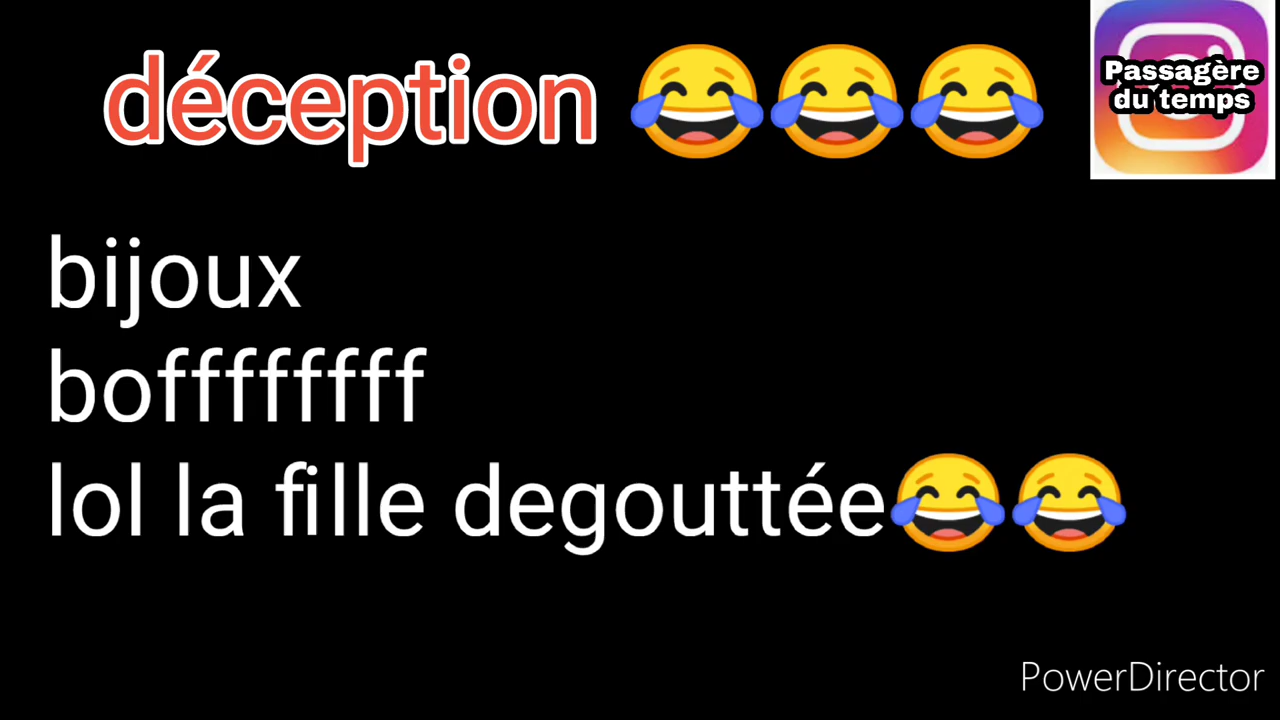 déception 😂😂😂
Passagère
du temps
bijoux
boffffffff
lol la fille degouttée😂😂
PowerDirector